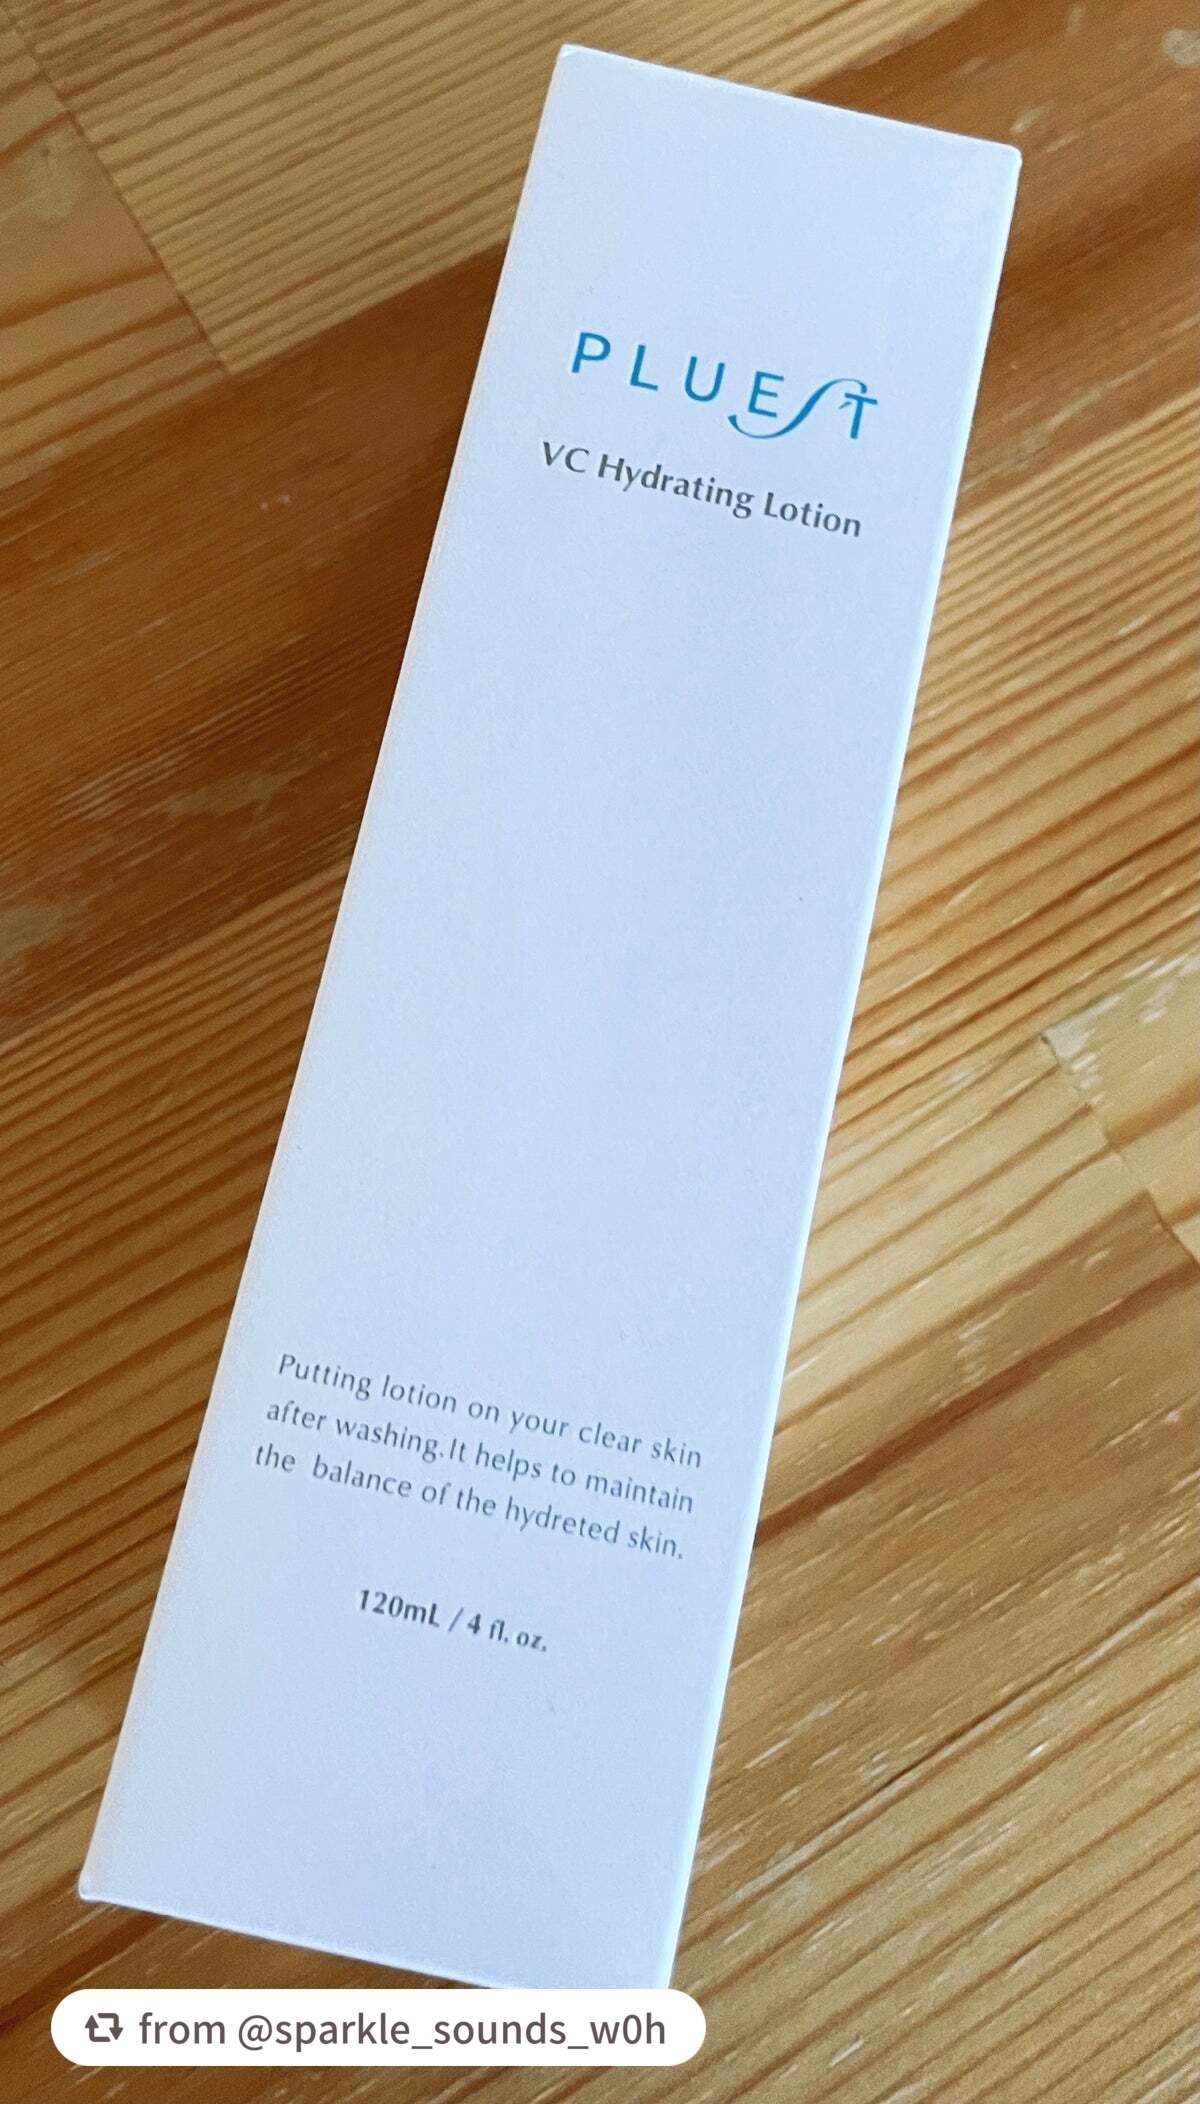 PLUEST
VC Hydrating Lotion
Putting lotion on your clear skin
after washing.It helps to maintain
the balance of the hydreted skin.
120mL / 4 fl. oz.
from @sparkle_sounds_w0h